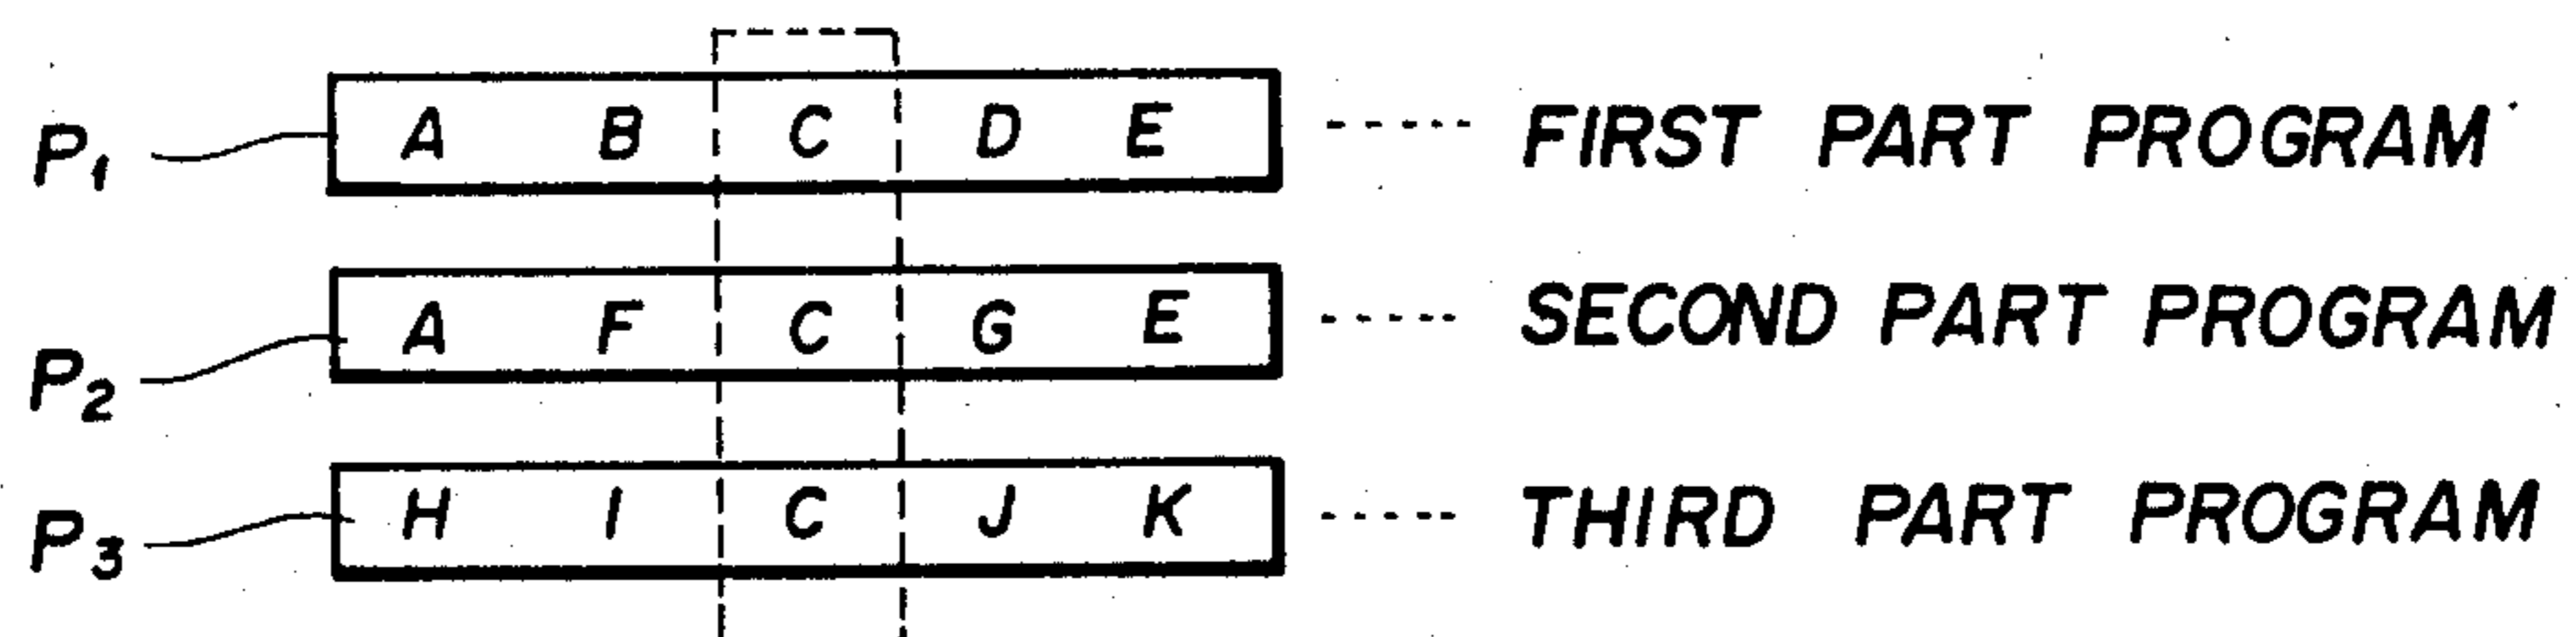 P1 A B C D E ----- FIRST PART PROGRAM
P2 A F C G E ----- SECOND PART PROGRAM
P3 H I C J K ----- THIRD PART PROGRAM